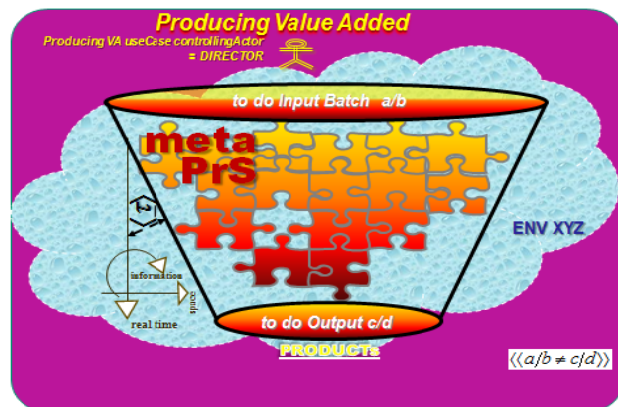 Producing Value Added
Producing VA useCase controllingActor
= DIRECTOR
to do Input Batch a/b
meta
PrS
ENV XYZ
information
space
real time
to do Output c/d
PRODUCTs
⟨⟨a/b ≠ c/d⟩⟩